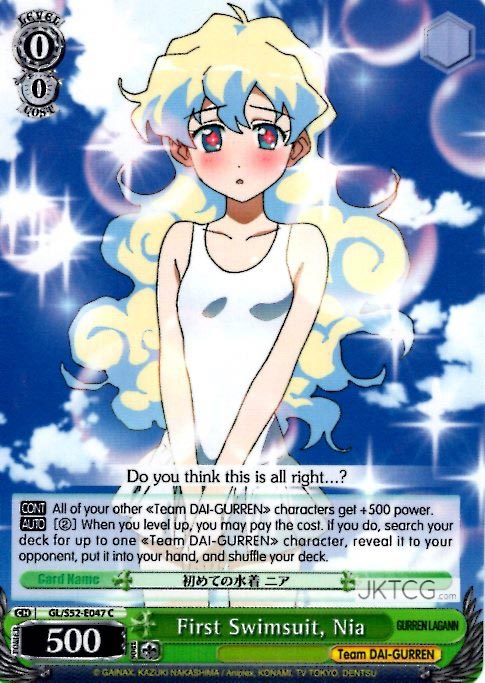 LEVEL
0
0
COST
Do you think this is all right...?
CONT All of your other «Team DAI-GURREN» characters get +500 power.
AUTO [②] When you level up, you may pay the cost. If you do, search your
deck for up to one «Team DAI-GURREN» character, reveal it to your
opponent, put it into your hand, and shuffle your deck.
Card Name 初めての水着 ニア
JKTCG.com
CH GL/S52-E047 C
POWER 500 SOUL
First Swimsuit, Nia
GURREN LAGANN
Team DAI-GURREN
© GAINAX, KAZUKI NAKASHIMA / Aniplex, KONAMI, TV TOKYO, DENTSU